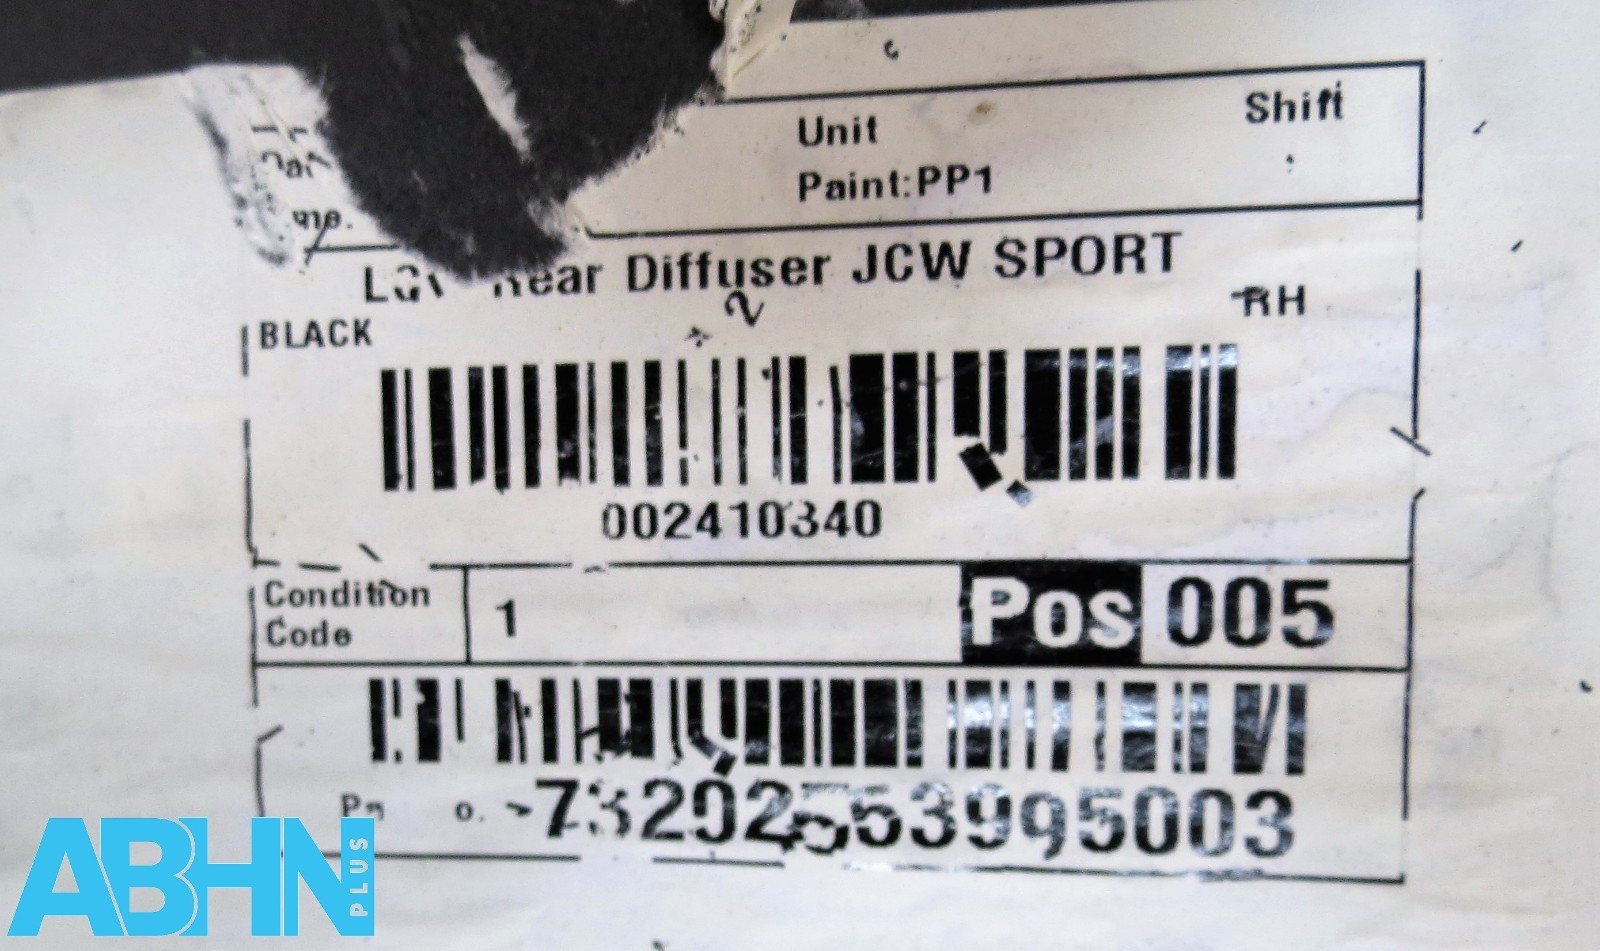 Unit
Shift
Paint:PP1
Rear Diffuser JCW SPORT
BLACK
RH
002410340
Condition Code
1
Pos 005
ABHN PLUS